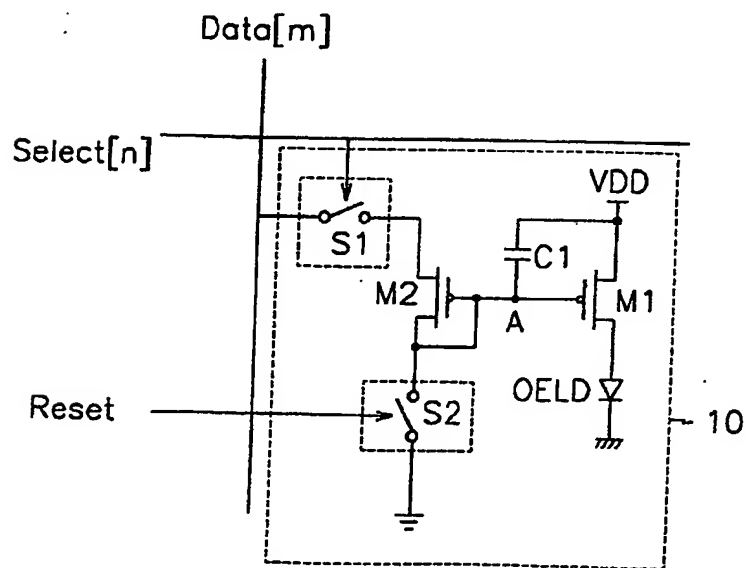 Data[m]
Select[n]
VDD
S1
C1
M2
M1
A
OELD
Reset
S2
10